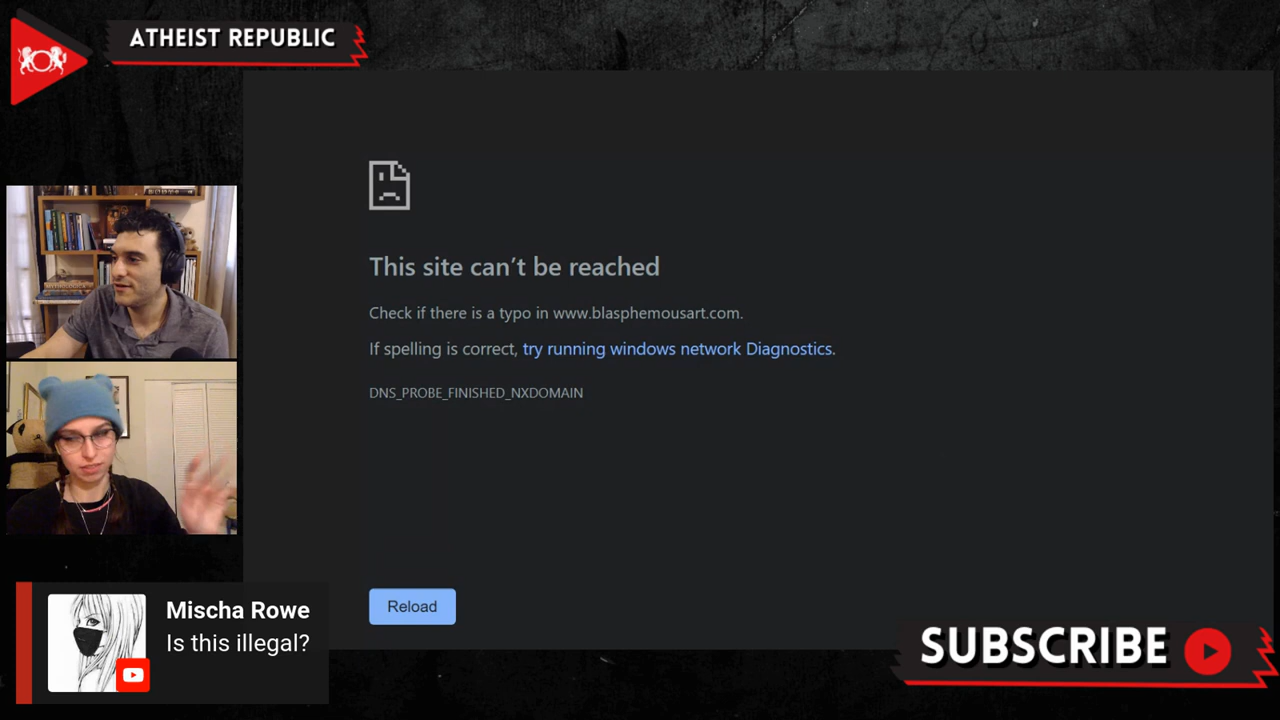 ATHEIST REPUBLIC
This site can’t be reached
Check if there is a typo in www.blasphemousart.com.
If spelling is correct, try running windows network Diagnostics.
DNS_PROBE_FINISHED_NXDOMAIN
Reload
Mischa Rowe
Is this illegal?
SUBSCRIBE